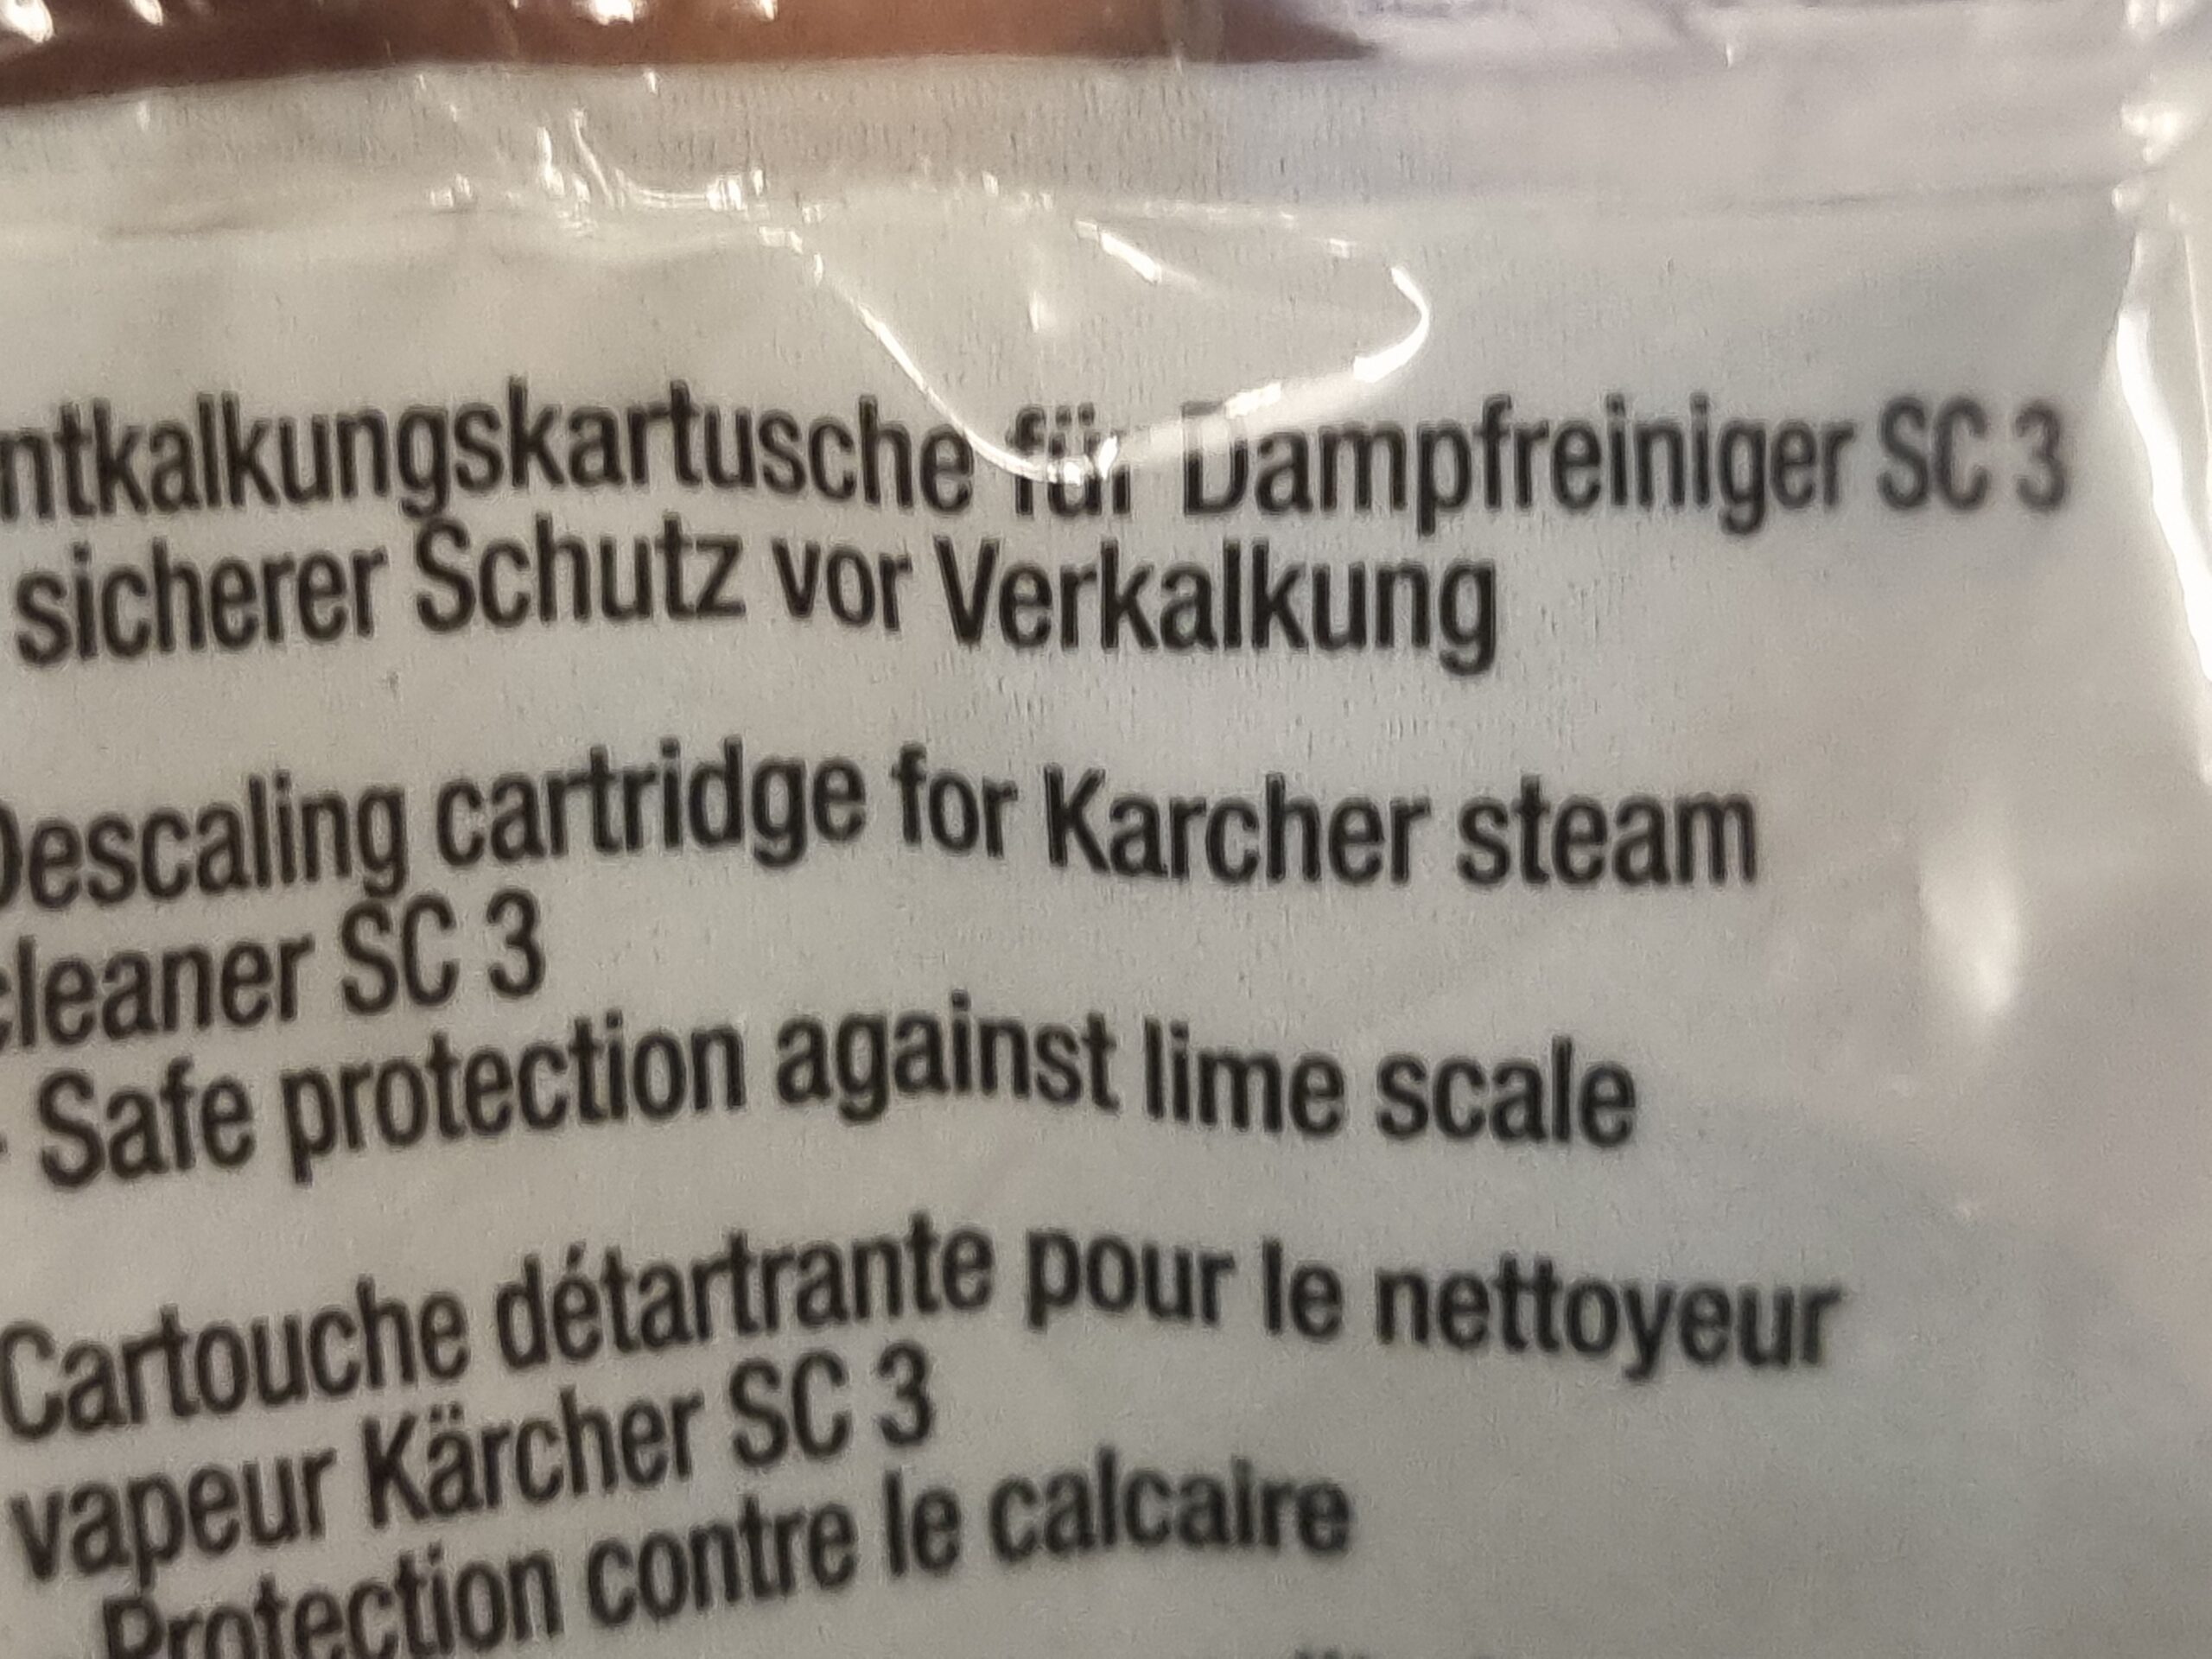 ntkalkungskartusche für Dampfreiniger SC 3
sicherer Schutz vor Verkalkung
Descaling cartridge for Karcher steam
cleaner SC 3
- Safe protection against lime scale
Cartouche détartrante pour le nettoyeur
vapeur Kärcher SC 3
Protection contre le calcaire